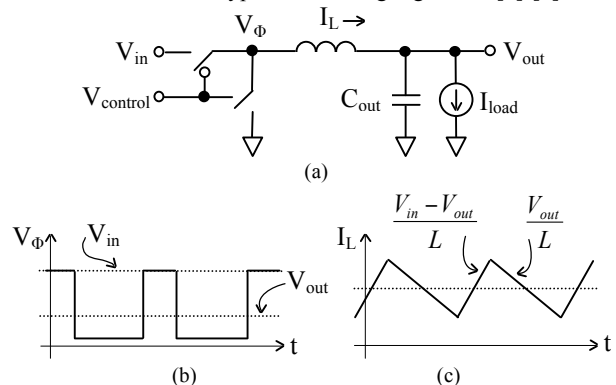 I_L →
V_Φ
V_in
V_out
V_control
C_out
I_load
(a)
V_Φ
V_in
V_out
t
(b)
I_L
V_in − V_out
L
V_out
L
t
(c)